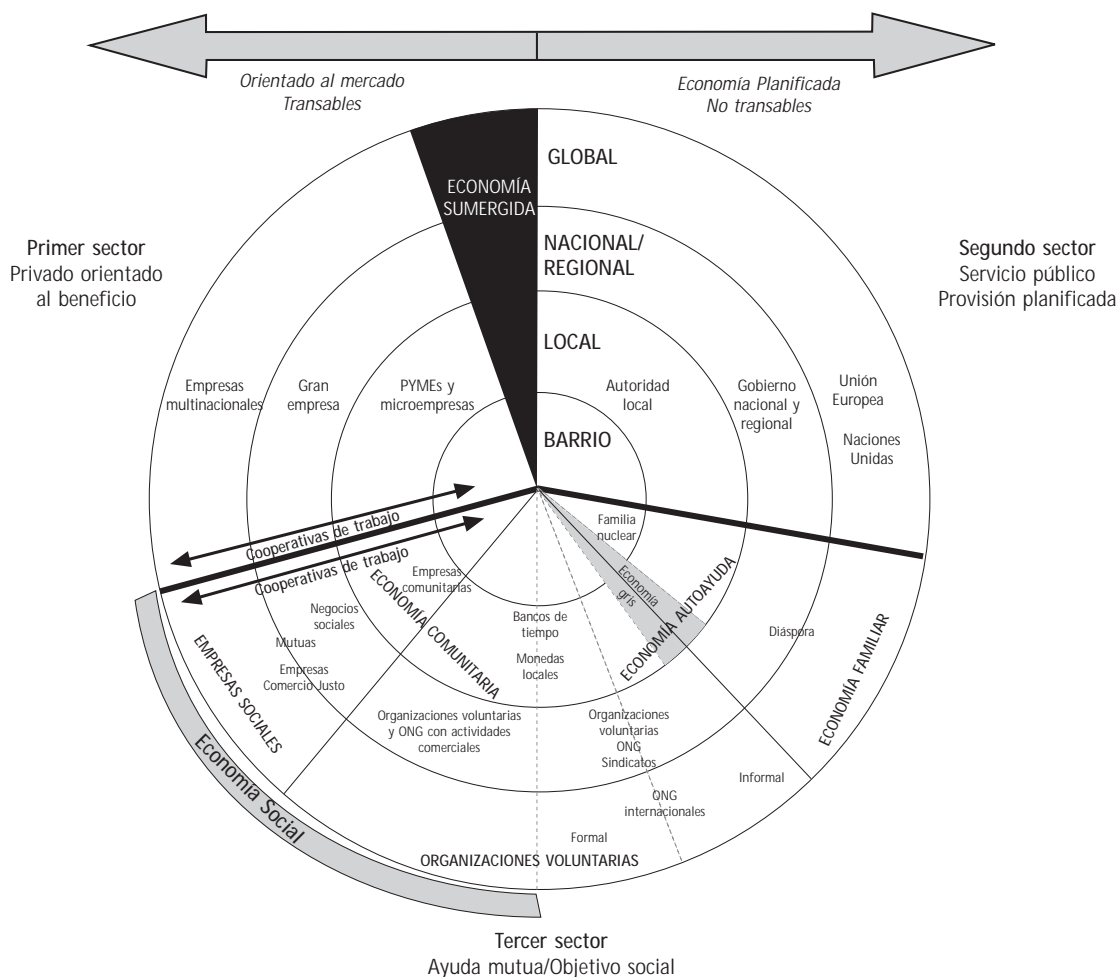 Orientado al mercado
Transables
Economía Planificada
No transables
GLOBAL
ECONOMÍA
SUMERGIDA
NACIONAL/
REGIONAL
Primer sector
Privado orientado
al beneficio
Segundo sector
Servicio público
Provisión planificada
LOCAL
Empresas
multinacionales
Gran
empresa
PYMEs y
microempresas
Autoridad
local
Gobierno
nacional y
regional
Unión
Europea
Naciones
Unidas
BARRIO
Cooperativas de trabajo
Cooperativas de trabajo
Familia
nuclear
Economía
gris
ECONOMÍA AUTOAYUDA
Empresas
comunitarias
ECONOMÍA COMUNITARIA
Negocios
sociales
Mutuas
Empresas
Comercio Justo
EMPRESAS SOCIALES
Bancos de
tiempo
Monedas
locales
Diáspora
ECONOMÍA FAMILIAR
Organizaciones voluntarias
y ONG con actividades
comerciales
Organizaciones
voluntarias
ONG
Sindicatos
Informal
ONG
internacionales
Formal
ORGANIZACIONES VOLUNTARIAS
Economía Social
Tercer sector
Ayuda mutua/Objetivo social